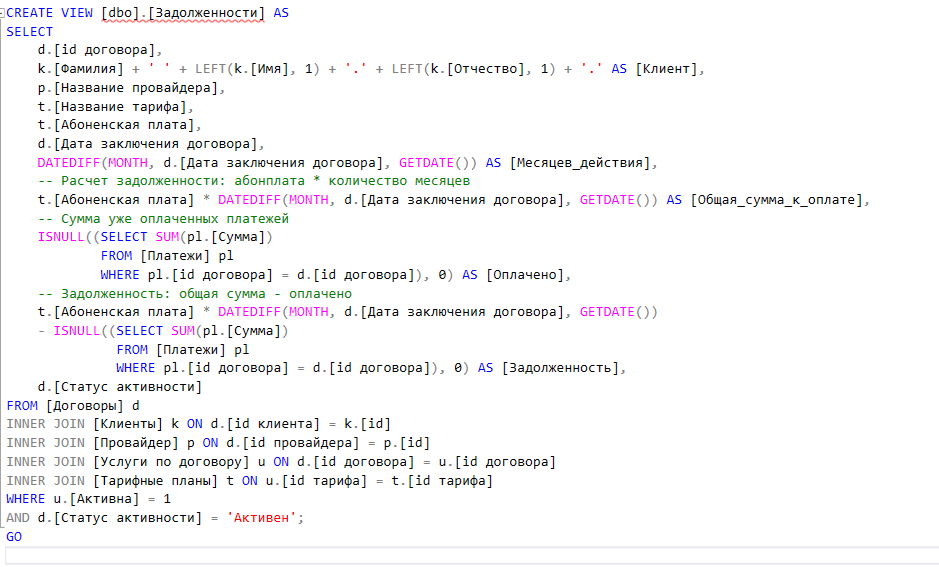 CREATE VIEW [dbo].[Задолженности] AS
SELECT
    d.[id договора],
    k.[Фамилия] + ' ' + LEFT(k.[Имя], 1) + '.' + LEFT(k.[Отчество], 1) + '.' AS [Клиент],
    p.[Название провайдера],
    t.[Название тарифа],
    t.[Абоненская плата],
    d.[Дата заключения договора],
    DATEDIFF(MONTH, d.[Дата заключения договора], GETDATE()) AS [Месяцев_действия],
    -- Расчет задолженности: абонплата * количество месяцев
    t.[Абоненская плата] * DATEDIFF(MONTH, d.[Дата заключения договора], GETDATE()) AS [Общая_сумма_к_оплате],
    -- Сумма уже оплаченных платежей
    ISNULL((SELECT SUM(pl.[Сумма])
            FROM [Платежи] pl
            WHERE pl.[id договора] = d.[id договора]), 0) AS [Оплачено],
    -- Задолженность: общая сумма - оплачено
    t.[Абоненская плата] * DATEDIFF(MONTH, d.[Дата заключения договора], GETDATE())
    - ISNULL((SELECT SUM(pl.[Сумма])
              FROM [Платежи] pl
              WHERE pl.[id договора] = d.[id договора]), 0) AS [Задолженность],
    d.[Статус активности]
FROM [Договоры] d
INNER JOIN [Клиенты] k ON d.[id клиента] = k.[id]
INNER JOIN [Провайдер] p ON d.[id провайдера] = p.[id]
INNER JOIN [Услуги по договору] u ON d.[id договора] = u.[id договора]
INNER JOIN [Тарифные планы] t ON u.[id тарифа] = t.[id тарифа]
WHERE u.[Активна] = 1
AND d.[Статус активности] = 'Активен';
GO